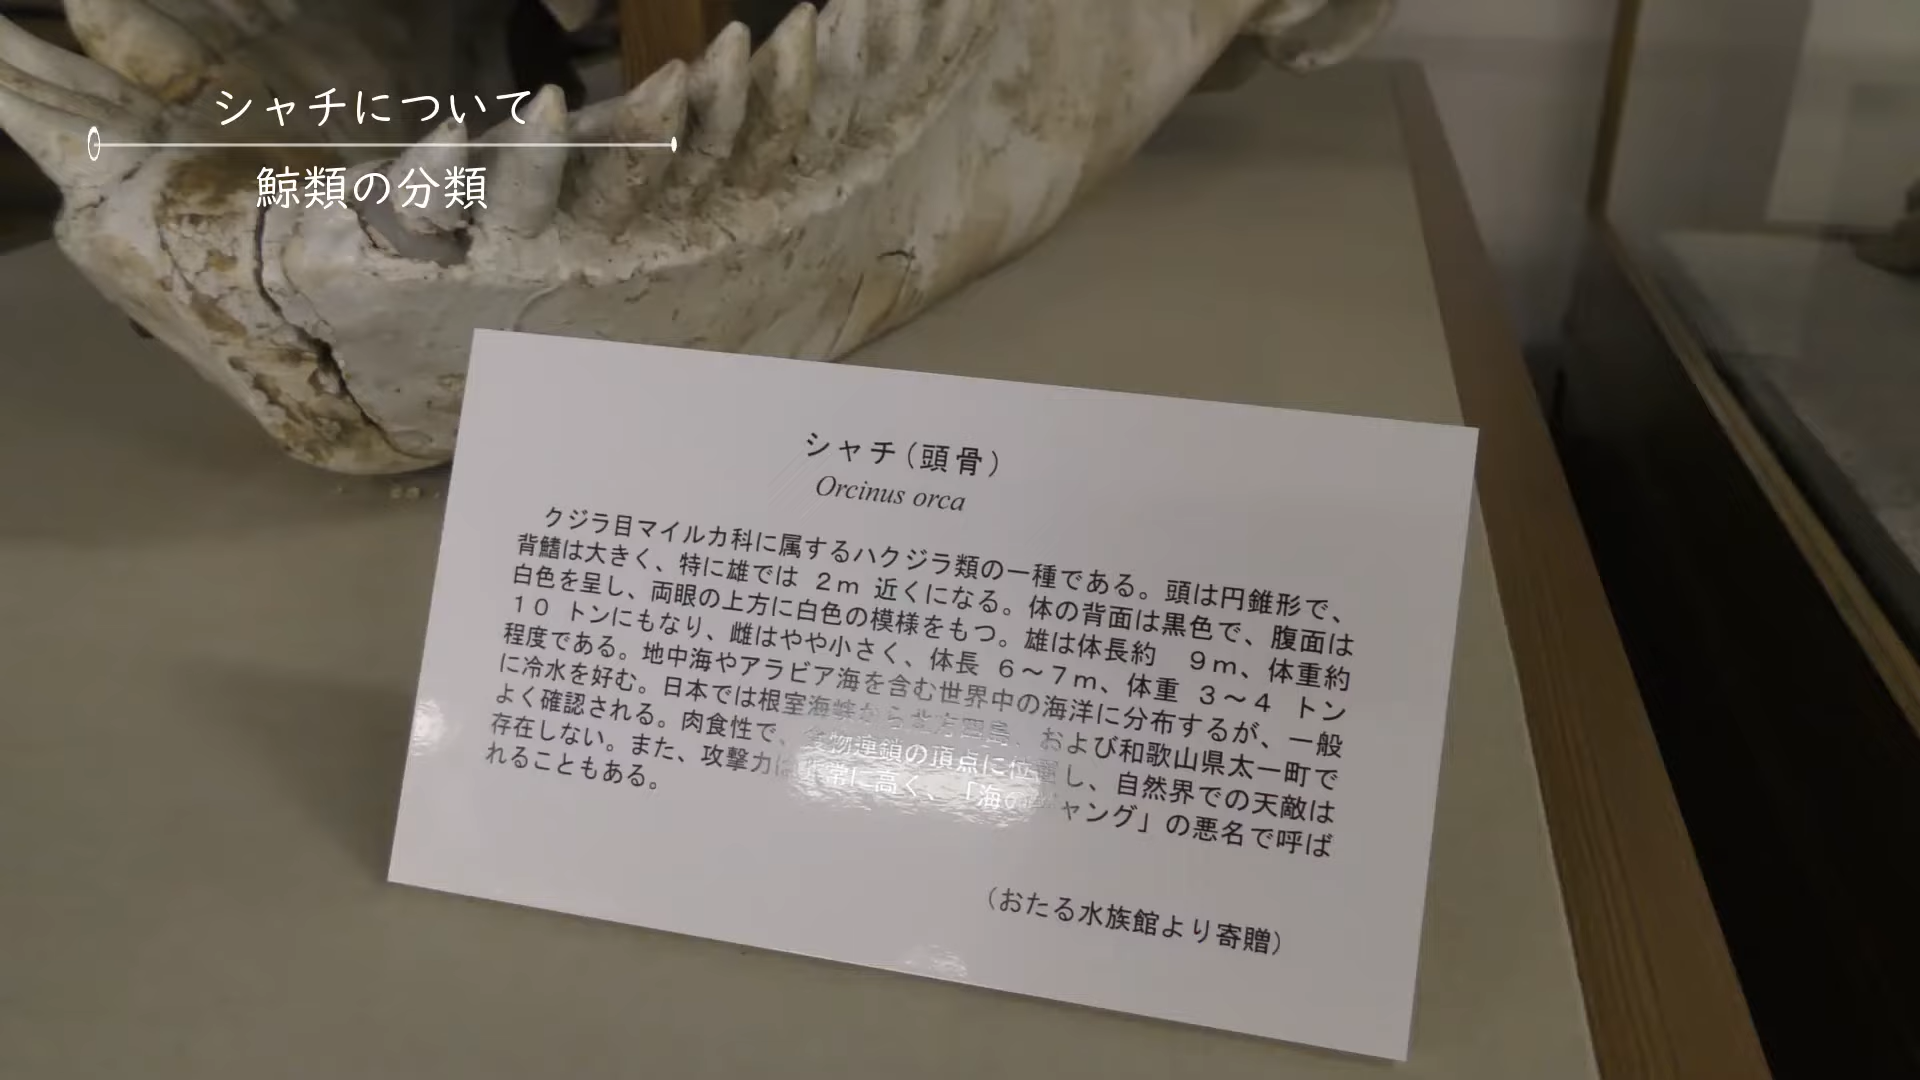 シャチについて
鯨類の分類
シャチ（頭骨）
Orcinus orca
クジラ目マイルカ科に属するハクジラ類の一種である。頭は円錐形で、
背鰭は大きく、特に雄では 2m 近くになる。体の背面は黒色で、腹面は
白色を呈し、両眼の上方に白色の模様をもつ。雄は体長約 9m、体重約
10 トンにもなり、雌はやや小さく、体長 6～7m、体重 3～4 トン
程度である。地中海やアラビア海を含む世界中の海洋に分布するが、一般
に冷水を好む。日本では根室海峡から北方四島、および和歌山県太一町で
よく確認される。肉食性で、食物連鎖の頂点に位置し、自然界での天敵は
存在しない。また、攻撃力は非常に高く、「海のギャング」の悪名で呼ば
れることもある。
（おたる水族館より寄贈）